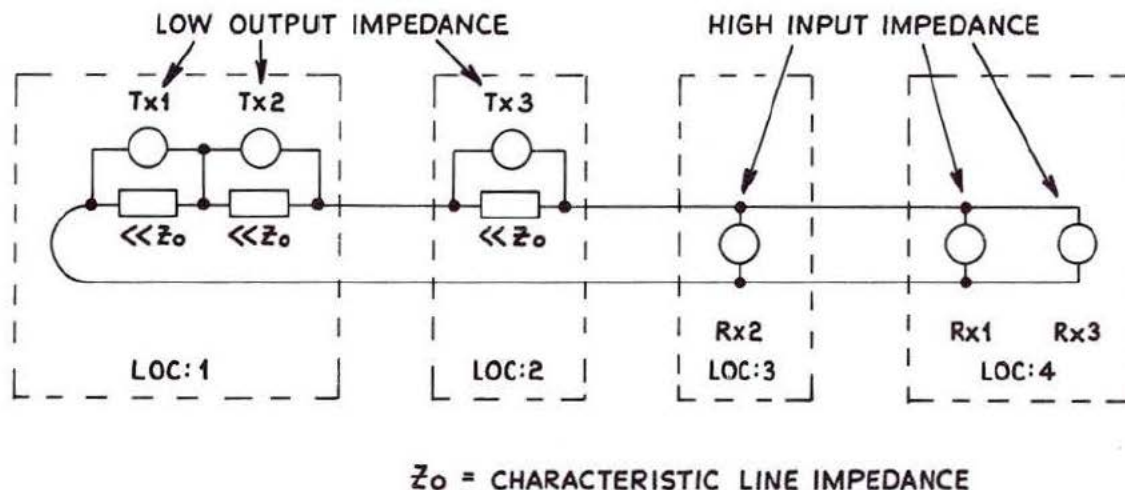 LOW OUTPUT IMPEDANCE
HIGH INPUT IMPEDANCE
Tx1
Tx2
Tx3
<<Zo
<<Zo
<<Zo
Rx2
Rx1
Rx3
LOC:1
LOC:2
LOC:3
LOC:4
Zo = CHARACTERISTIC LINE IMPEDANCE